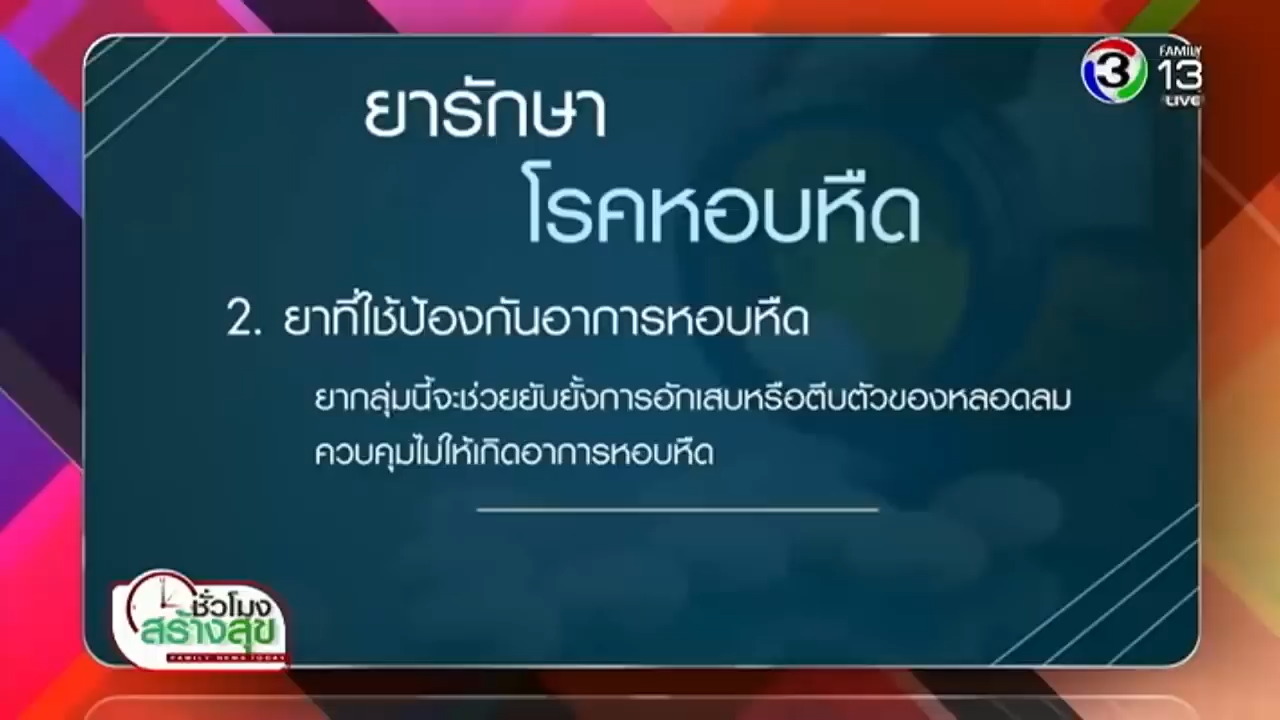 3
FAMILY
13
LIVE
ยารักษา
โรคหอบหืด
2. ยาที่ใช้ป้องกันอาการหอบหืด
ยากลุ่มนี้จะช่วยยับยั้งการอักเสบหรือตีบตัวของหลอดลม
ควบคุมไม่ให้เกิดอาการหอบหืด
ชั่วโมง
สร้างสุข
FAMILY NEWS TODAY